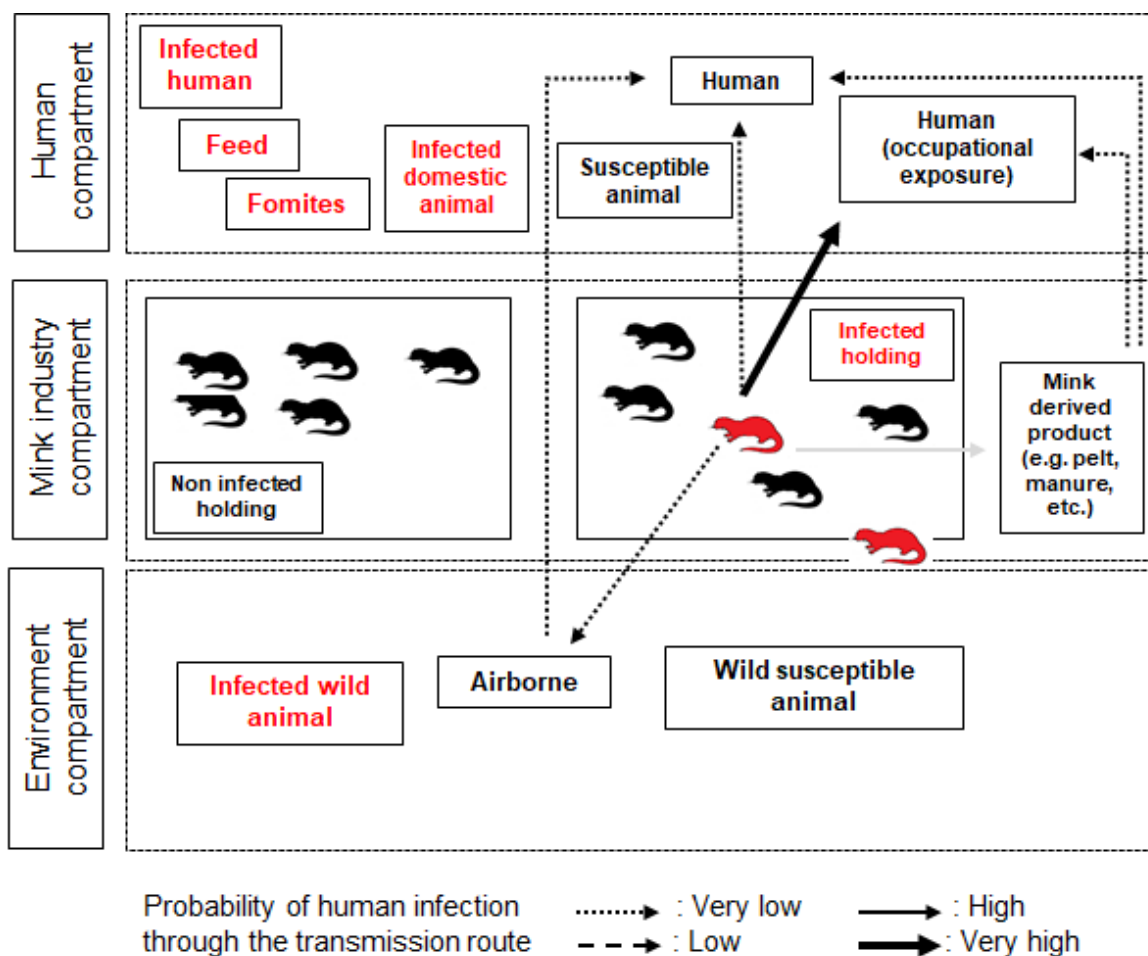 Human
compartment
Infected
human
Feed
Fomites
Infected
domestic
animal
Human
Susceptible
animal
Human
(occupational
exposure)
Mink industry
compartment
Non infected
holding
Infected
holding
Mink
derived
product
(e.g. pelt,
manure,
etc.)
Environment
compartment
Infected wild
animal
Airborne
Wild susceptible
animal
Probability of human infection
through the transmission route
: Very low
: High
: Low
: Very high